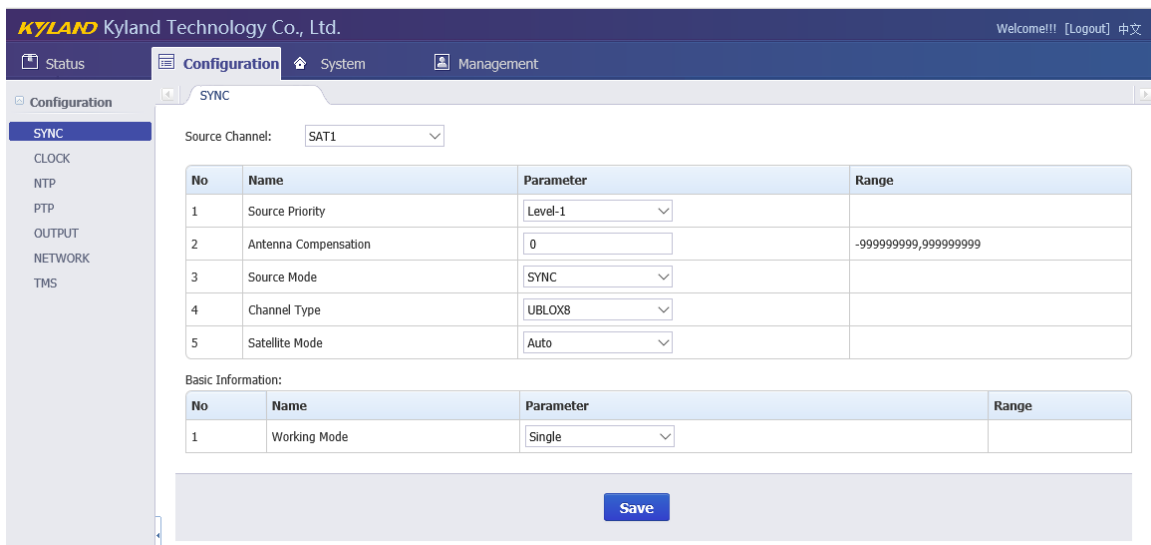 KYLAND Kyland Technology Co., Ltd. Welcome!!! [Logout] 中文
Status Configuration System Management
Configuration
SYNC
CLOCK
NTP
PTP
OUTPUT
NETWORK
TMS
SYNC
Source Channel: SAT1
No Name Parameter Range
1 Source Priority Level-1
2 Antenna Compensation 0 -999999999,999999999
3 Source Mode SYNC
4 Channel Type UBLOX8
5 Satellite Mode Auto
Basic Information:
No Name Parameter Range
1 Working Mode Single
Save